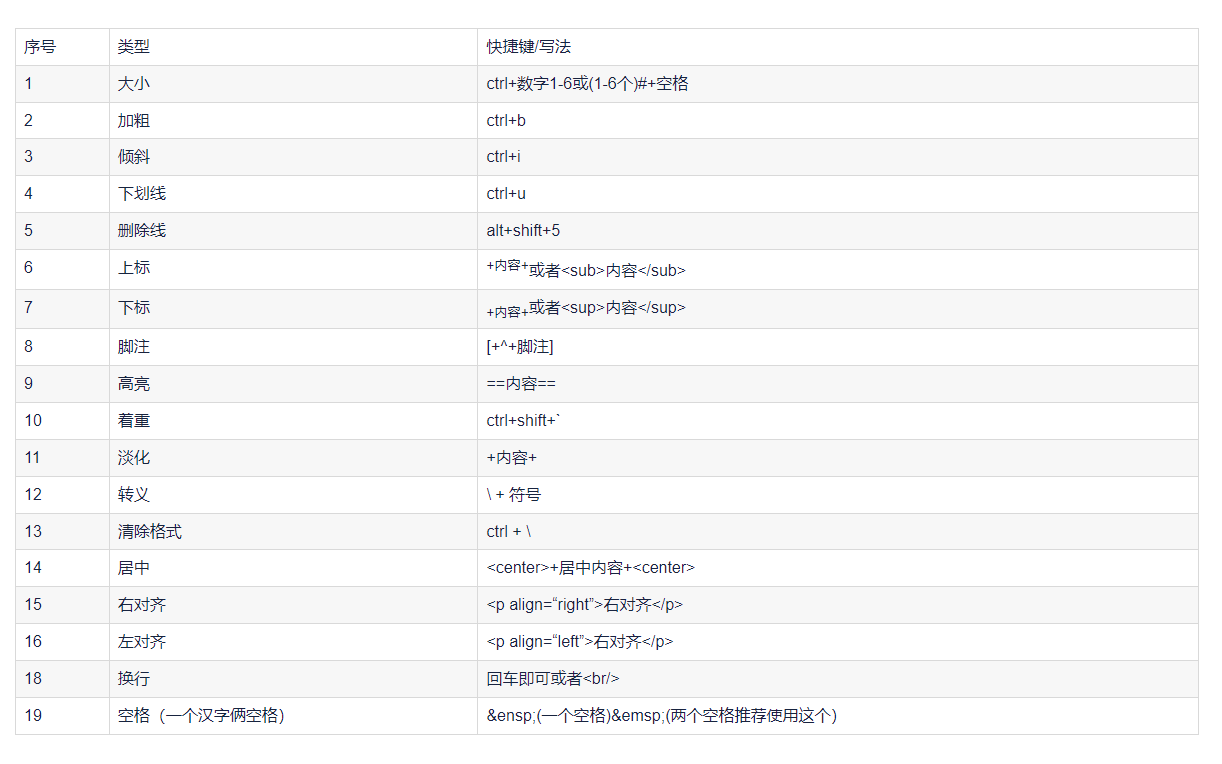 序号 类型 快捷键/写法
1 大小 ctrl+数字1-6或(1-6个)#+空格
2 加粗 ctrl+b
3 倾斜 ctrl+i
4 下划线 ctrl+u
5 删除线 alt+shift+5
6 上标 +内容+或者<sub>内容</sub>
7 下标 +内容+或者<sup>内容</sup>
8 脚注 [+^+脚注]
9 高亮 ==内容==
10 着重 ctrl+shift+`
11 淡化 +内容+
12 转义 \ + 符号
13 清除格式 ctrl + \
14 居中 <center>+居中内容+<center>
15 右对齐 <p align=“right”>右对齐</p>
16 左对齐 <p align=“left”>右对齐</p>
18 换行 回车即可或者<br/>
19 空格（一个汉字俩空格） &ensp;(一个空格)&emsp;(两个空格推荐使用这个）